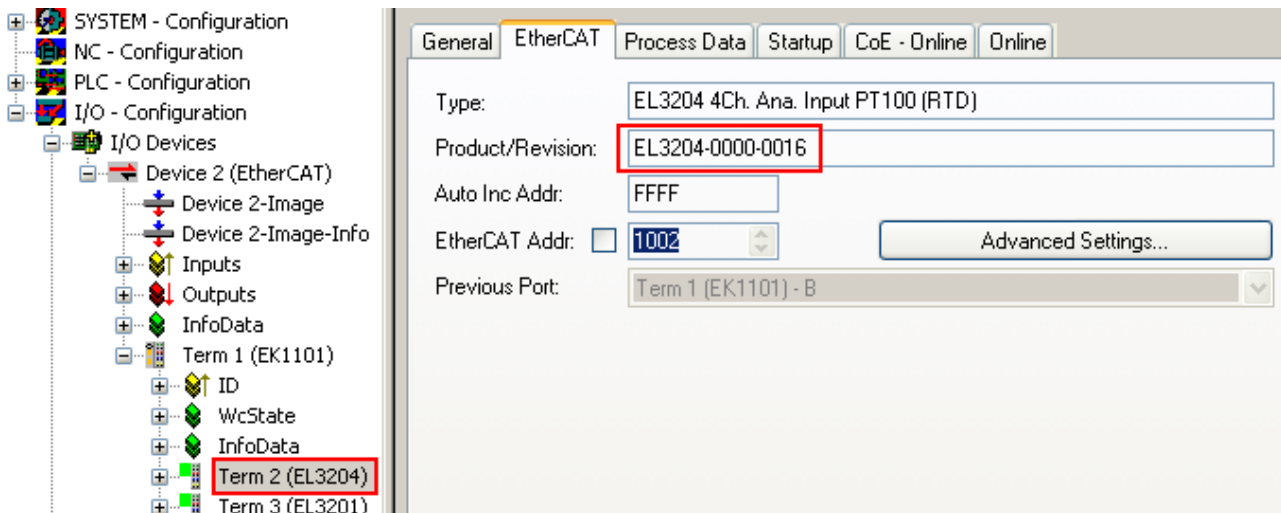 SYSTEM - Configuration
NC - Configuration
PLC - Configuration
I/O - Configuration
I/O Devices
Device 2 (EtherCAT)
Device 2-Image
Device 2-Image-Info
Inputs
Outputs
InfoData
Term 1 (EK1101)
ID
WcState
InfoData
Term 2 (EL3204)
Term 3 (EL3201)
General EtherCAT Process Data Startup CoE - Online Online
Type: EL3204 4Ch. Ana. Input PT100 (RTD)
Product/Revision: EL3204-0000-0016
Auto Inc Addr: FFFF
EtherCAT Addr: 1002 Advanced Settings...
Previous Port: Term 1 (EK1101) - B